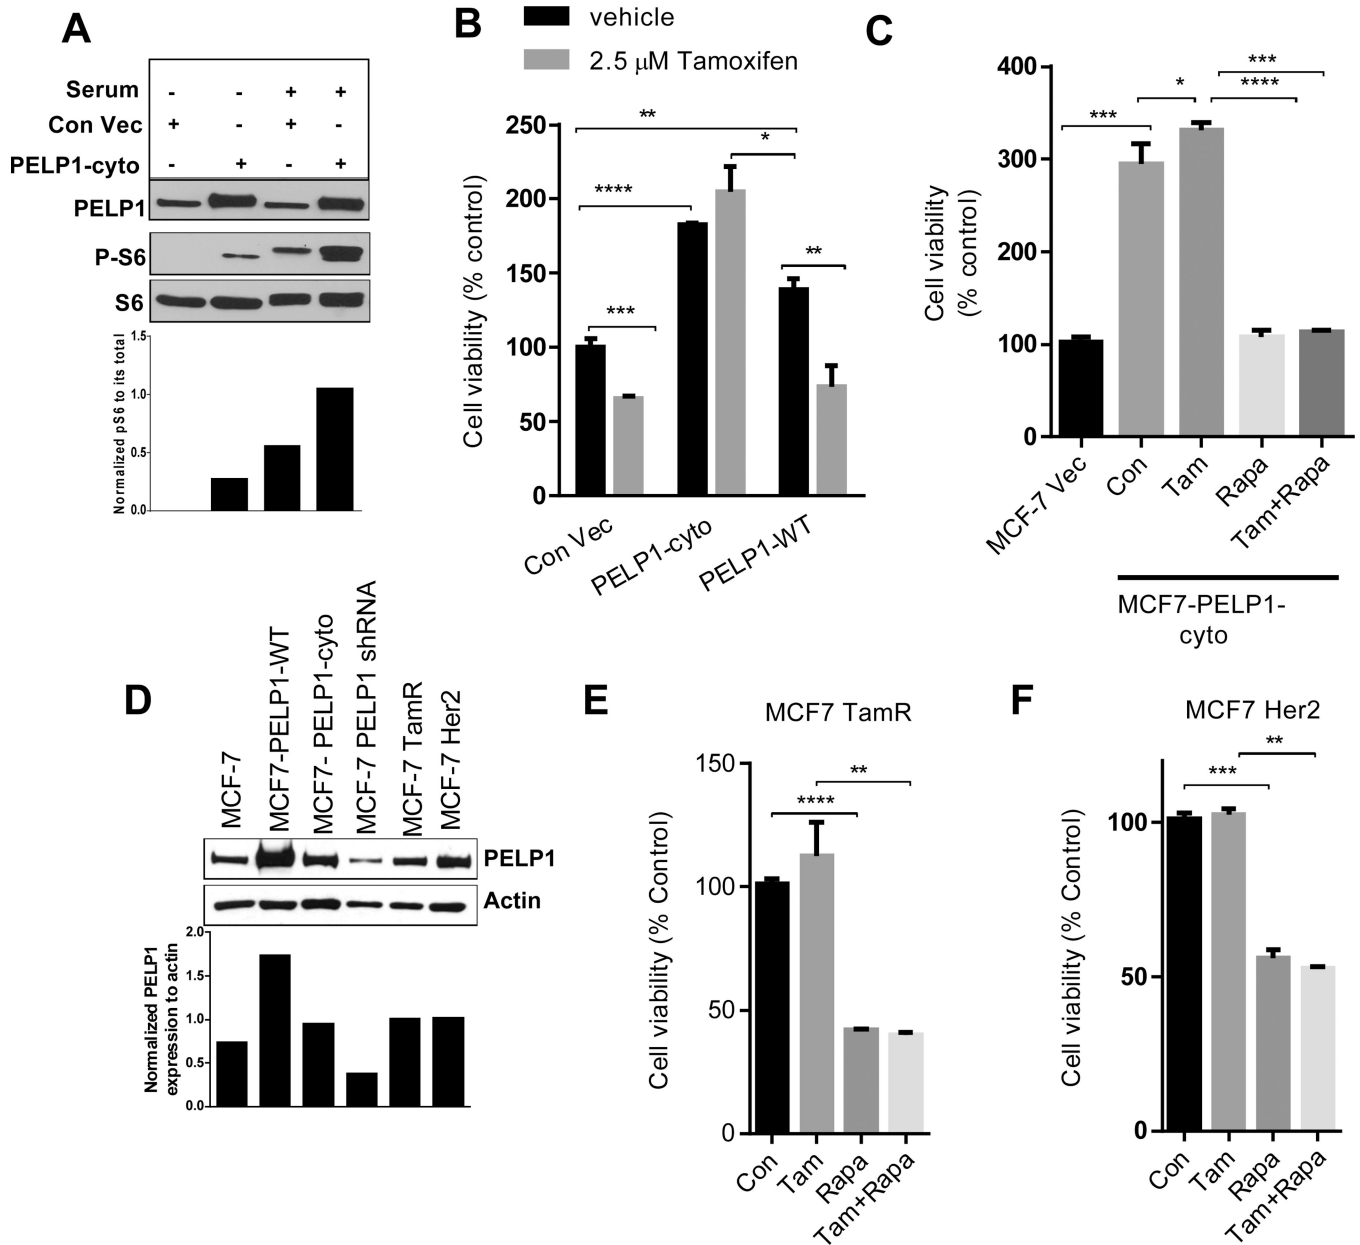 A
Serum - - + +
Con Vec + - + -
PELP1-cyto - + - +
PELP1
P-S6
S6
Normalized pS6 to its total
1.5
1.0
0.5
0.0
B
vehicle
2.5 µM Tamoxifen
Cell viability (% control)
250
200
150
100
50
0
**
*
****
**
***
Con Vec
PELP1-cyto
PELP1-WT
C
Cell viability
(% control)
400
300
200
100
0
***
* ****
***
MCF-7 Vec
Con
Tam
Rapa
Tam+Rapa
MCF7-PELP1-
cyto
D
MCF-7
MCF7-PELP1-WT
MCF7- PELP1-cyto
MCF-7 PELP1 shRNA
MCF-7 TamR
MCF-7 Her2
PELP1
Actin
Normalized PELP1
expression to actin
2.0
1.5
1.0
0.5
0.0
E
MCF7 TamR
Cell viability (% Control)
150
100
50
0
**
****
Con
Tam
Rapa
Tam+Rapa
F
MCF7 Her2
Cell viability (% Control)
100
50
0
**
***
Con
Tam
Rapa
Tam+Rapa